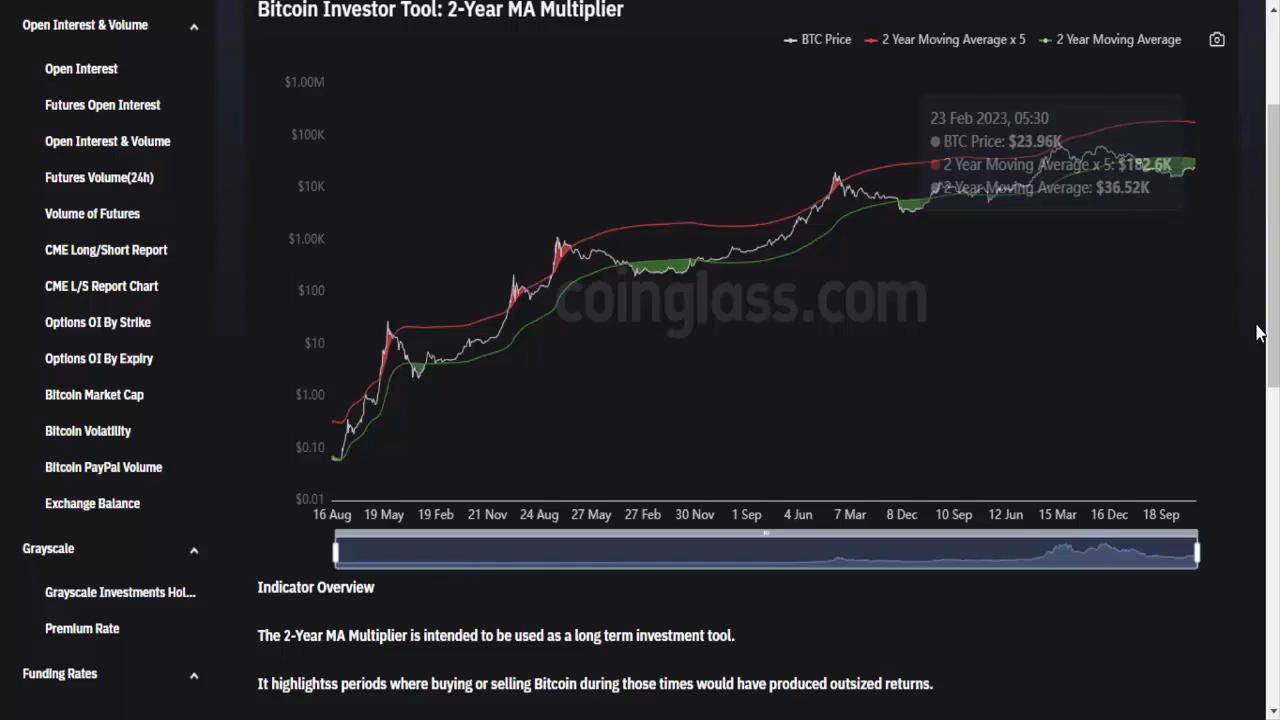 Open Interest & Volume
Open Interest
Futures Open Interest
Open Interest & Volume
Futures Volume(24h)
Volume of Futures
CME Long/Short Report
CME L/S Report Chart
Options OI By Strike
Options OI By Expiry
Bitcoin Market Cap
Bitcoin Volatility
Bitcoin PayPal Volume
Exchange Balance
Grayscale
Grayscale Investments Hol...
Premium Rate
Funding Rates
Bitcoin Investor Tool: 2-Year MA Multiplier
BTC Price 2 Year Moving Average x 5 2 Year Moving Average
$1.00M
$100K
$10K
$1.00K
$100
$10
$1.00
$0.10
$0.01
23 Feb 2023, 05:30
BTC Price: $23.96K
2 Year Moving Average x 5: $182.6K
2 Year Moving Average: $36.52K
coinglass.com
16 Aug 19 May 19 Feb 21 Nov 24 Aug 27 May 27 Feb 30 Nov 1 Sep 4 Jun 7 Mar 8 Dec 10 Sep 12 Jun 15 Mar 16 Dec 18 Sep
Indicator Overview
The 2-Year MA Multiplier is intended to be used as a long term investment tool.
It highlightss periods where buying or selling Bitcoin during those times would have produced outsized returns.